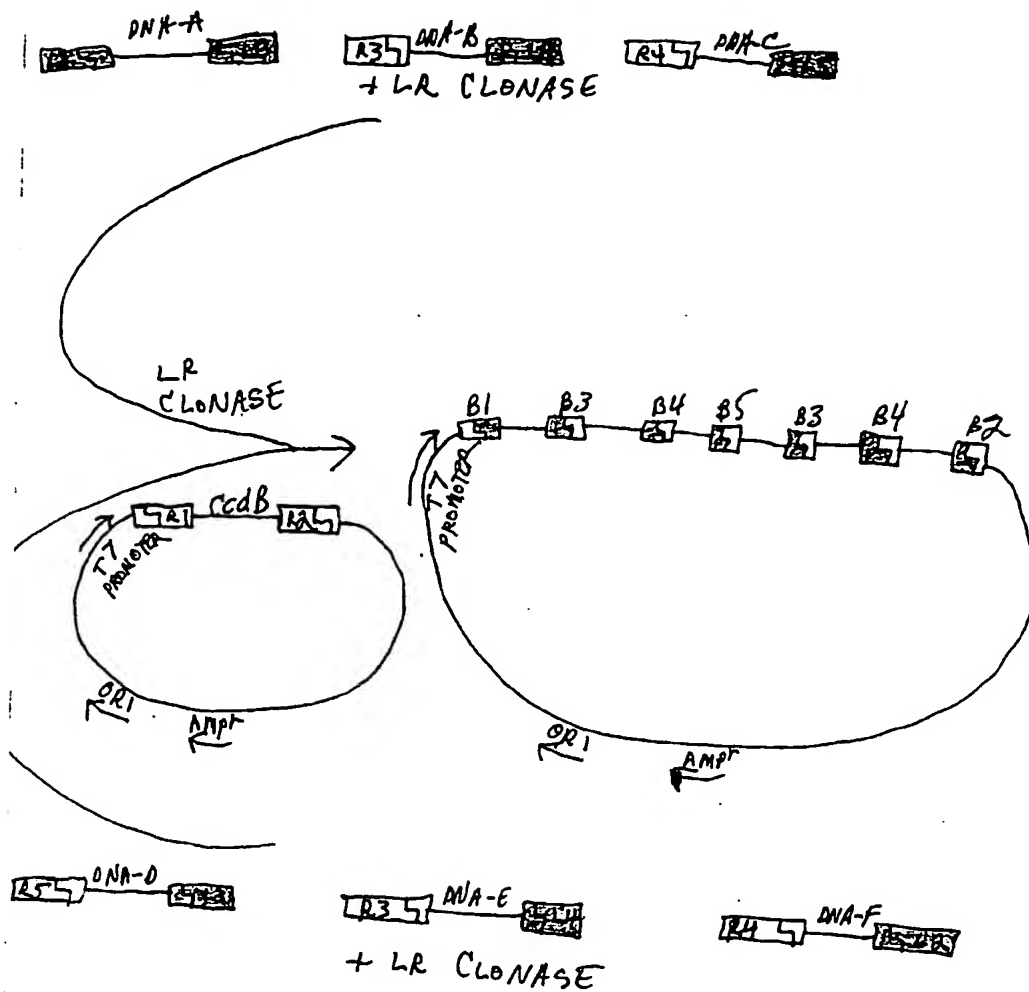 DNA-A
R3 DNA-B
R4 DNA-C
+ LR CLONASE
LR
CLONASE
B1 B3 B4 B5 B3 B4 B2
T7
PROMOTER
R1 ccdB R2
T7
PROMOTER
ORI
Ampr
ORI
Ampr
R5 DNA-D
R3 DNA-E
R4 DNA-F
+ LR CLONASE